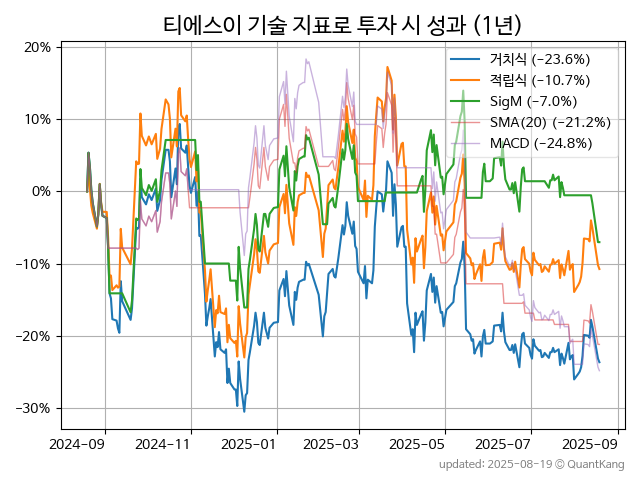 티에스이 기술 지표로 투자 시 성과 (1년)
거치식 (−23.6%)
적립식 (−10.7%)
SigM (−7.0%)
SMA(20) (−21.2%)
MACD (−24.8%)
20%
10%
0%
−10%
−20%
−30%
2024-09 2024-11 2025-01 2025-03 2025-05 2025-07 2025-09
updated: 2025-08-19 © QuantKang